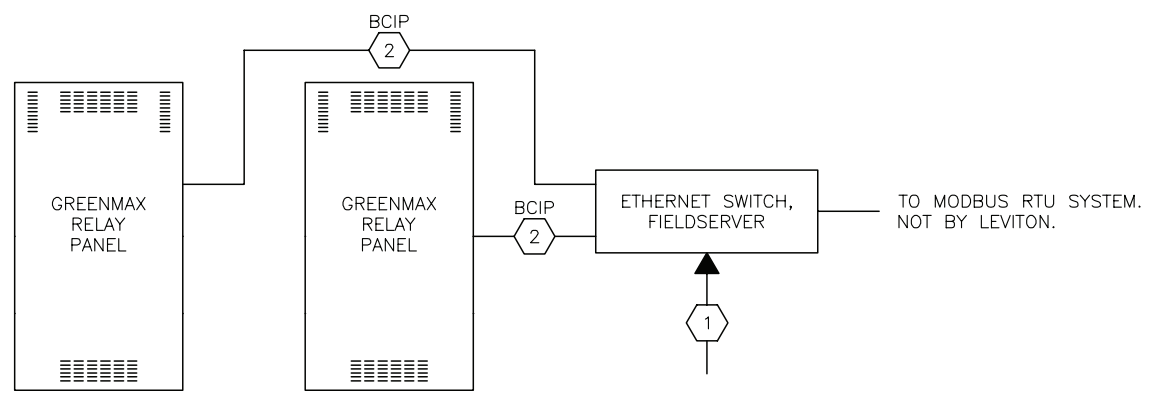 BCIP
2
GREENMAX
RELAY
PANEL
GREENMAX
RELAY
PANEL
BCIP
2
ETHERNET SWITCH,
FIELDSERVER
TO MODBUS RTU SYSTEM.
NOT BY LEVITON.
1